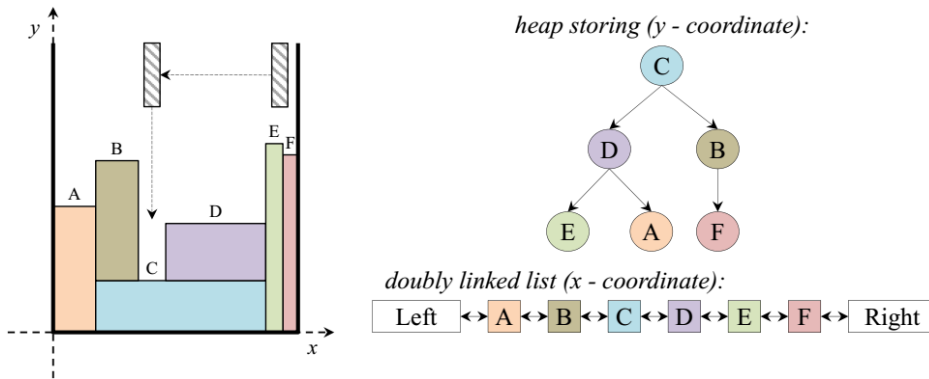 y
A
B
C
D
E
F
x
heap storing (y - coordinate):
C
D
B
E
A
F
doubly linked list (x - coordinate):
Left A B C D E F Right